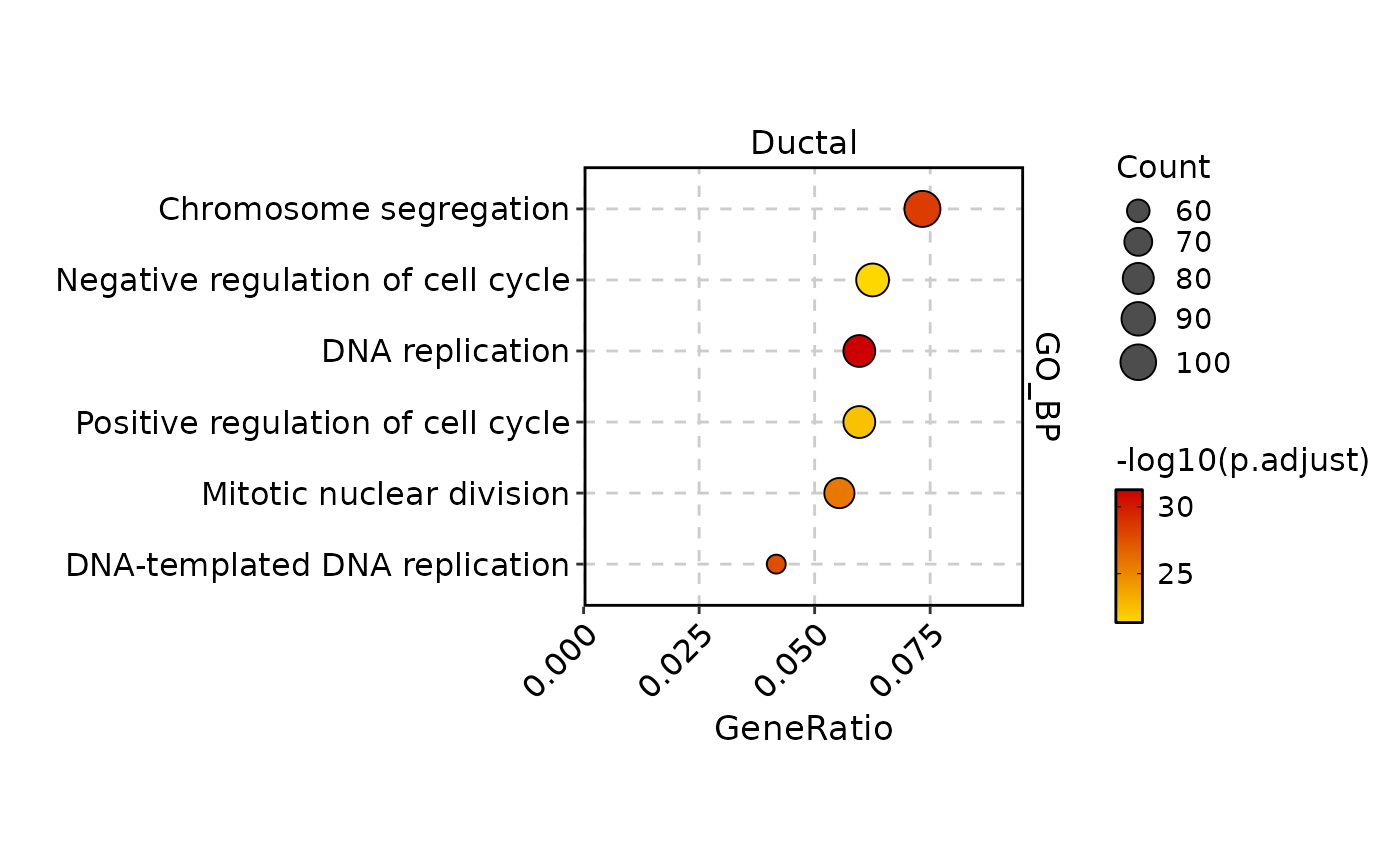 Ductal
Chromosome segregation
Negative regulation of cell cycle
DNA replication
Positive regulation of cell cycle
Mitotic nuclear division
DNA-templated DNA replication
0.000
0.025
0.050
0.075
GeneRatio
GO_BP
Count
60
70
80
90
100
-log10(p.adjust)
30
25